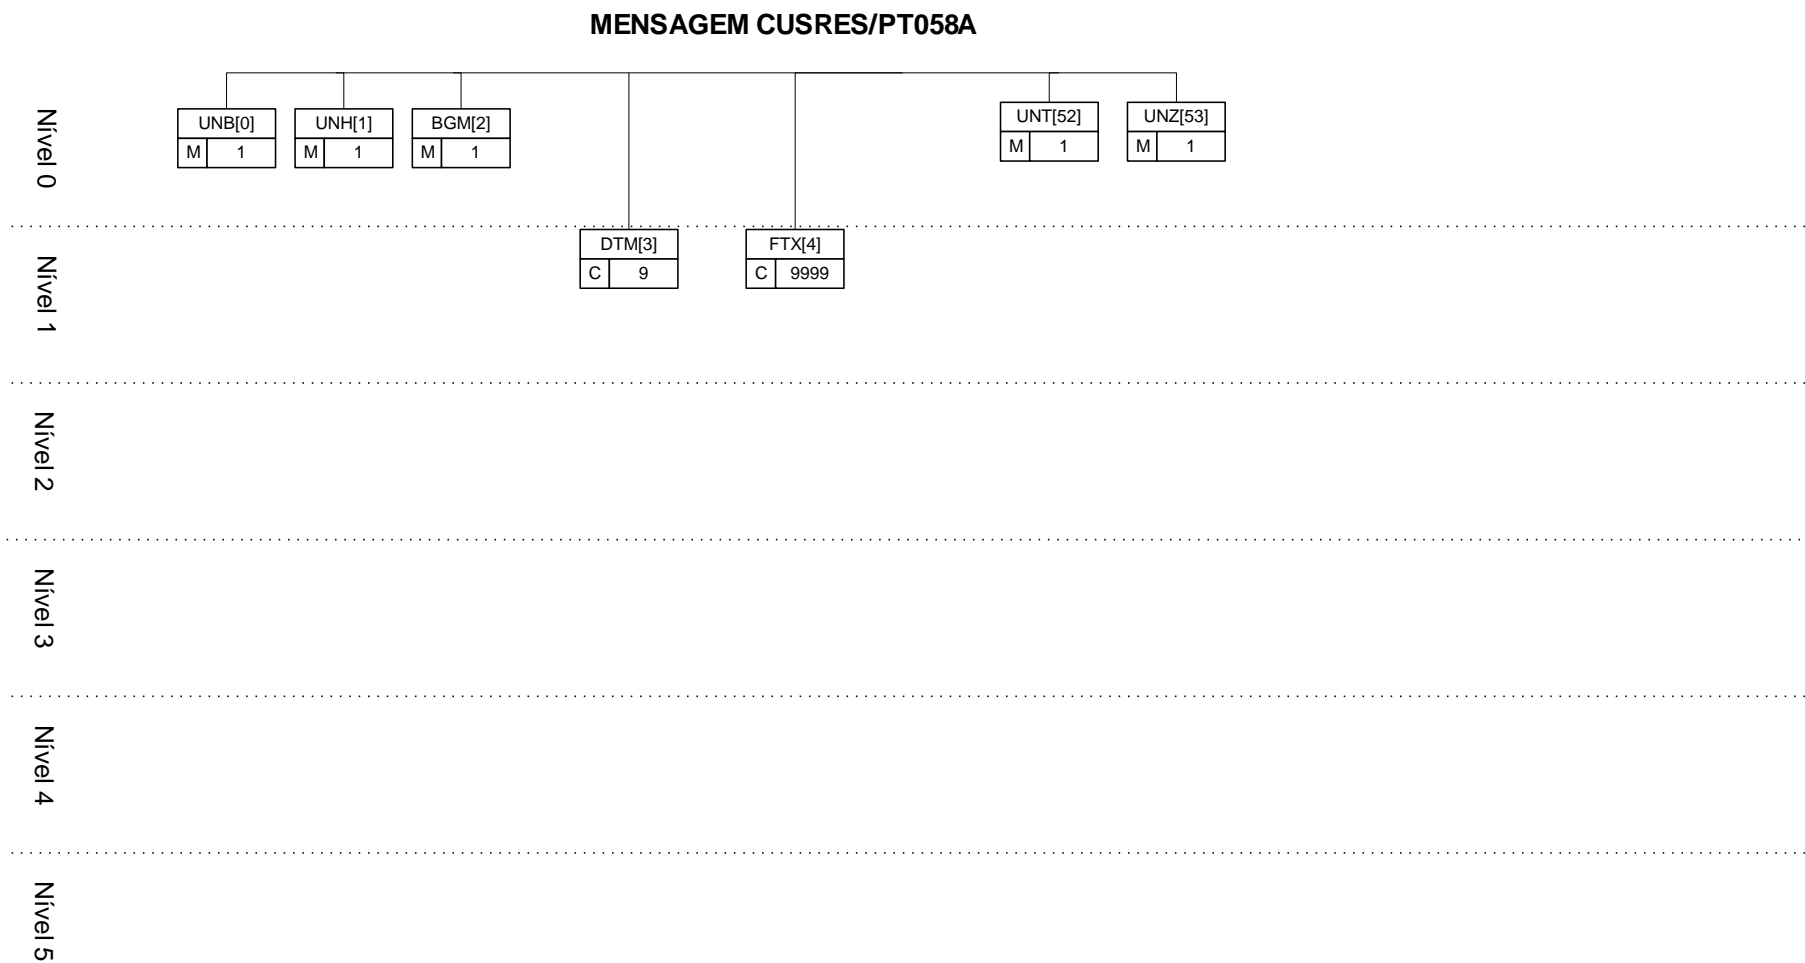 MENSAGEM CUSRES/PT058A
Nível 0
UNB[0]
M 1
UNH[1]
M 1
BGM[2]
M 1
UNT[52]
M 1
UNZ[53]
M 1
Nível 1
DTM[3]
C 9
FTX[4]
C 9999
Nível 2
Nível 3
Nível 4
Nível 5